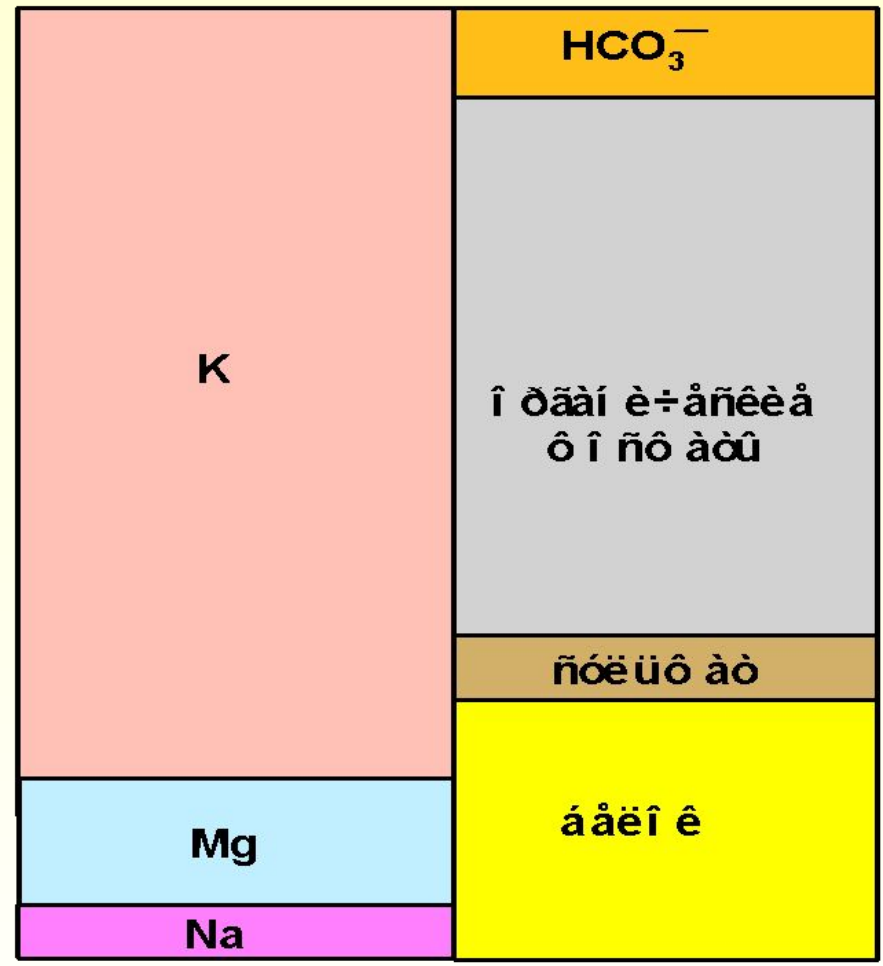 HCO₃⁻
K
î ðãàí è÷åñêèå
ô î ñô àòû
ñóëüô àò
Mg
áåëî ê
Na